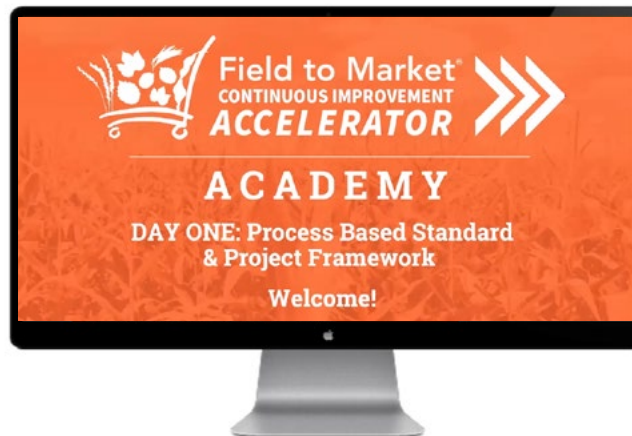 Field to Market®
CONTINUOUS IMPROVEMENT
ACCELERATOR
ACADEMY
DAY ONE: Process Based Standard
& Project Framework
Welcome!